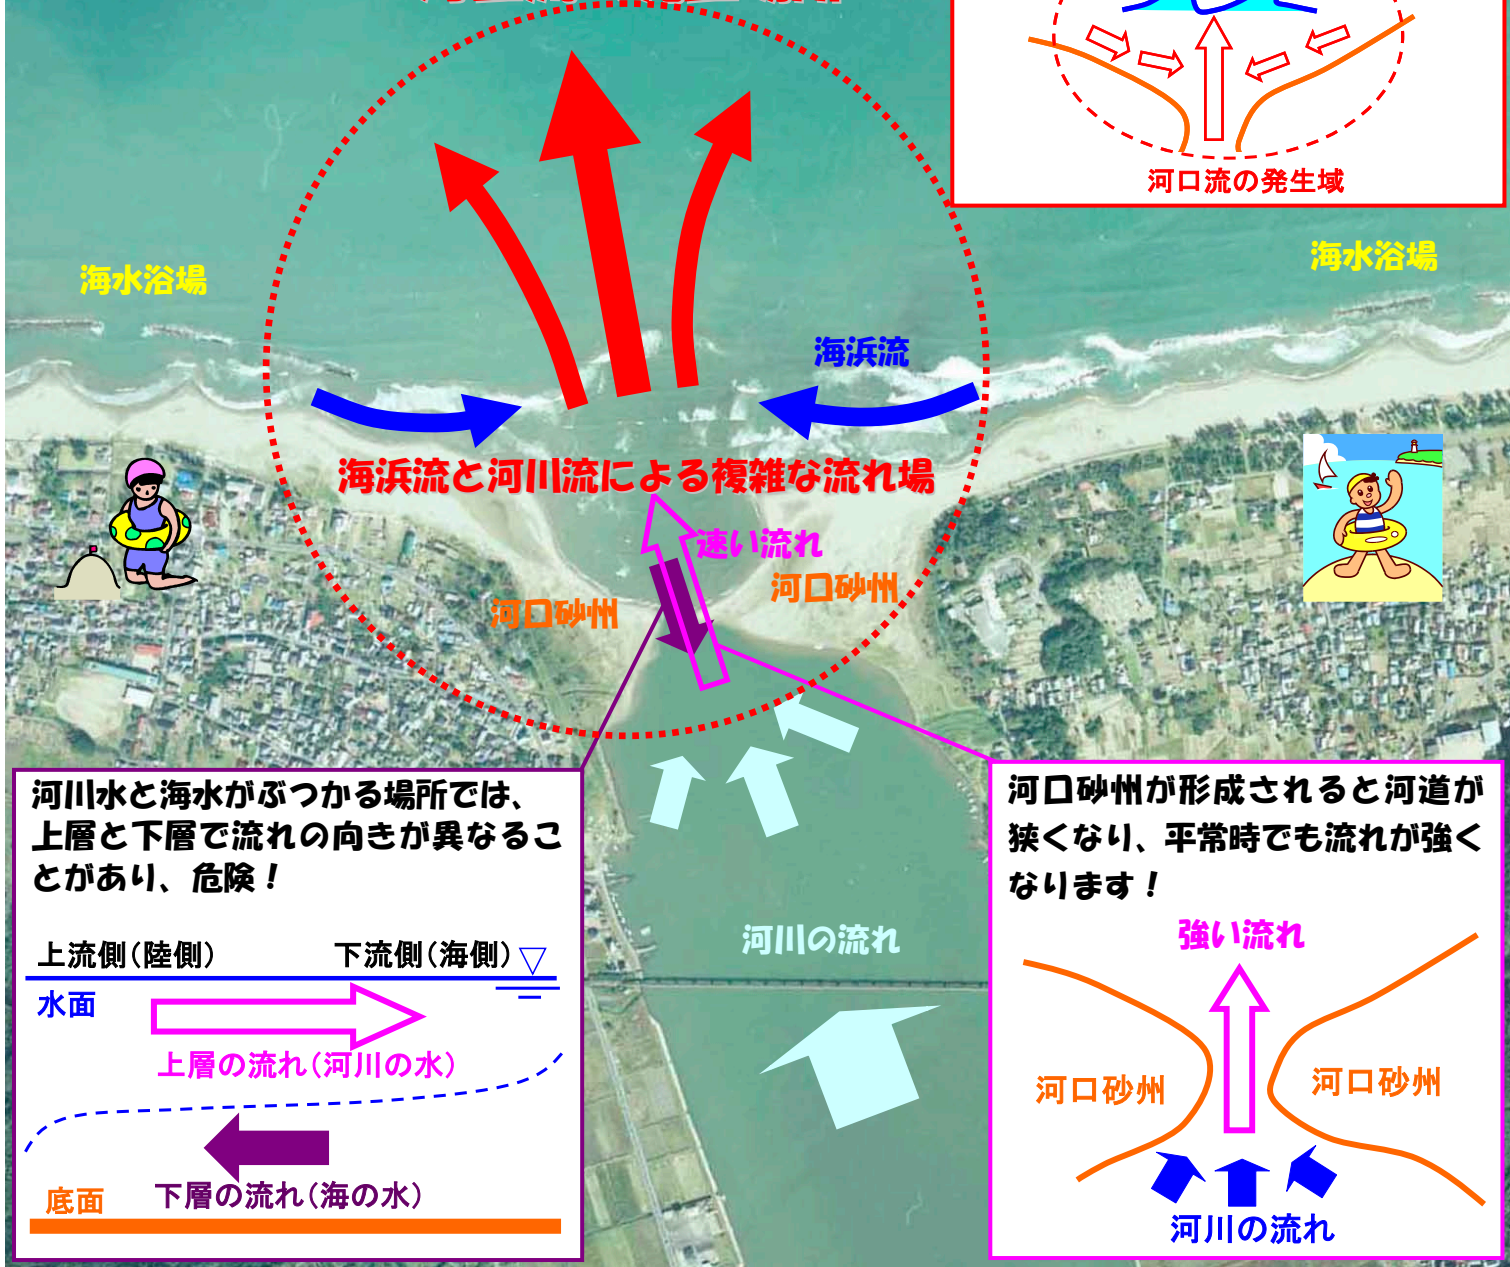 河口流の発生域
海水浴場
海水浴場
海浜流
海浜流と河川流による複雑な流れ場
速い流れ
河口砂州
河口砂州
河川の流れ
河川水と海水がぶつかる場所では、
上層と下層で流れの向きが異なるこ
とがあり、危険！
上流側(陸側)
下流側(海側)
水面
上層の流れ(河川の水)
下層の流れ(海の水)
底面
河口砂州が形成されると河道が
狭くなり、平常時でも流れが強く
なります！
強い流れ
河口砂州
河口砂州
河川の流れ